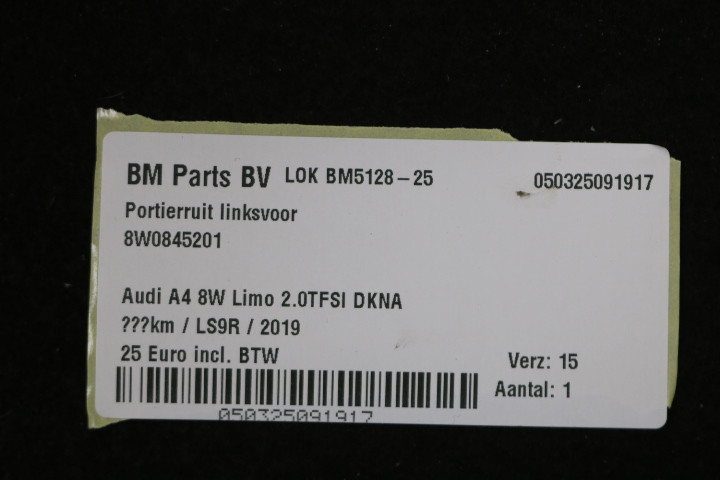 BM Parts BV LOK BM5128-25 050325091917
Portierruit linksvoor
8W0845201
Audi A4 8W Limo 2.0TFSI DKNA
???km / LS9R / 2019
25 Euro incl. BTW
Verz: 15
Aantal: 1
050325091917